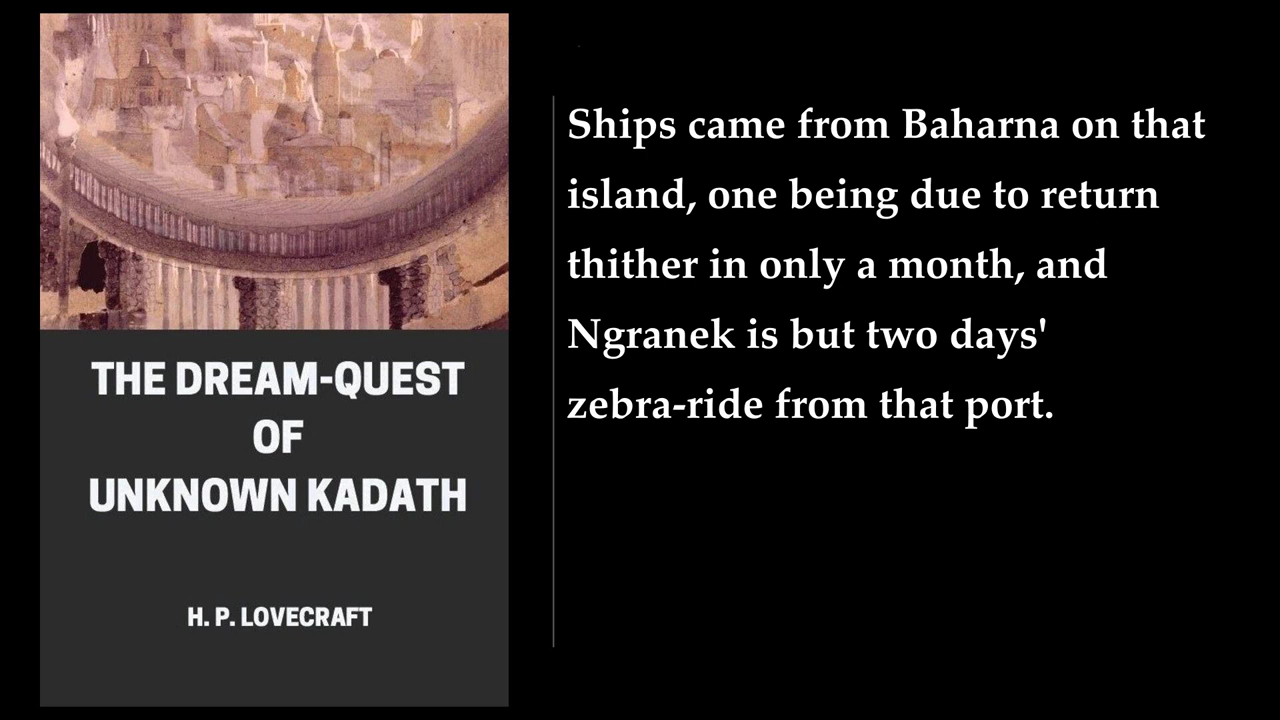 THE DREAM-QUEST
OF
UNKNOWN KADATH
H. P. LOVECRAFT
Ships came from Baharna on that
island, one being due to return
thither in only a month, and
Ngranek is but two days'
zebra-ride from that port.